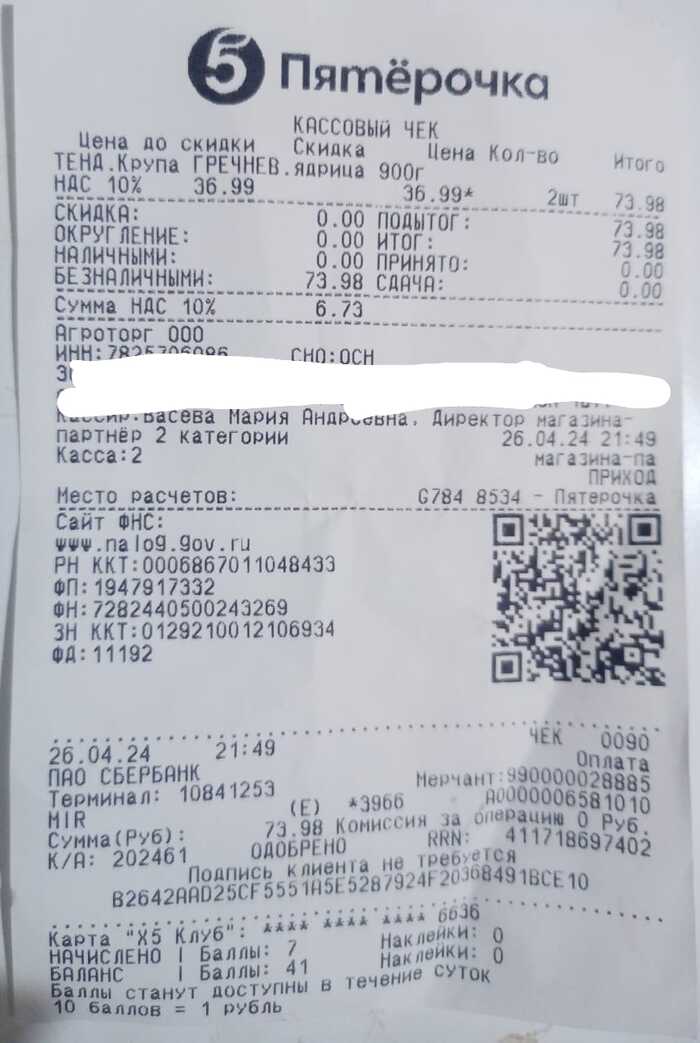 5 Пятёрочка
КАССОВЫЙ ЧЕК
Цена до скидки Скидка Цена Кол-во Итого
ТЕНД.Крупа ГРЕЧНЕВ.ядрица 900г
НДС 10% 36.99 36.99* 2шт 73.98
СКИДКА: 0.00 ПОДЫТОГ: 73.98
ОКРУГЛЕНИЕ: 0.00 ИТОГ: 73.98
НАЛИЧНЫМИ: 0.00 ПРИНЯТО: 0.00
БЕЗНАЛИЧНЫМИ: 73.98 СДАЧА: 0.00
Сумма НДС 10% 6.73
Агроторг ООО
ИНН:7825706086 СНО:ОСН
Кассир.Васева Мария Андреевна, Директор магазина-
партнёр 2 категории 26.04.24 21:49
Касса:2 магазина-па
ПРИХОД
Место расчетов: G784 8534 - Пятерочка
Сайт ФНС:
www.nalog.gov.ru
РН ККТ:0006867011048433
ФП:1947917332
ФН:7282440500243269
ЗН ККТ:0129210012106934
ФД:11192
26.04.24 21:49 ЧЕК 0090
ПАО СБЕРБАНК Оплата
Терминал: 10841253 Мерчант:990000028885
MIR (E) *3966 A0000006581010
Сумма(Руб): 73.98 Комиссия за операцию 0 Руб.
К/А: 202461 ОДОБРЕНО RRN: 411718697402
Подпись клиента не требуется
B2642AAD25CF5551A5E5287924F20368491BCE10
Карта "X5 Клуб": **** **** **** 6636
НАЧИСЛЕНО | Баллы: 7 Наклейки: 0
БАЛАНС | Баллы: 41 Наклейки: 0
Баллы станут доступны в течение суток
10 баллов = 1 рубль